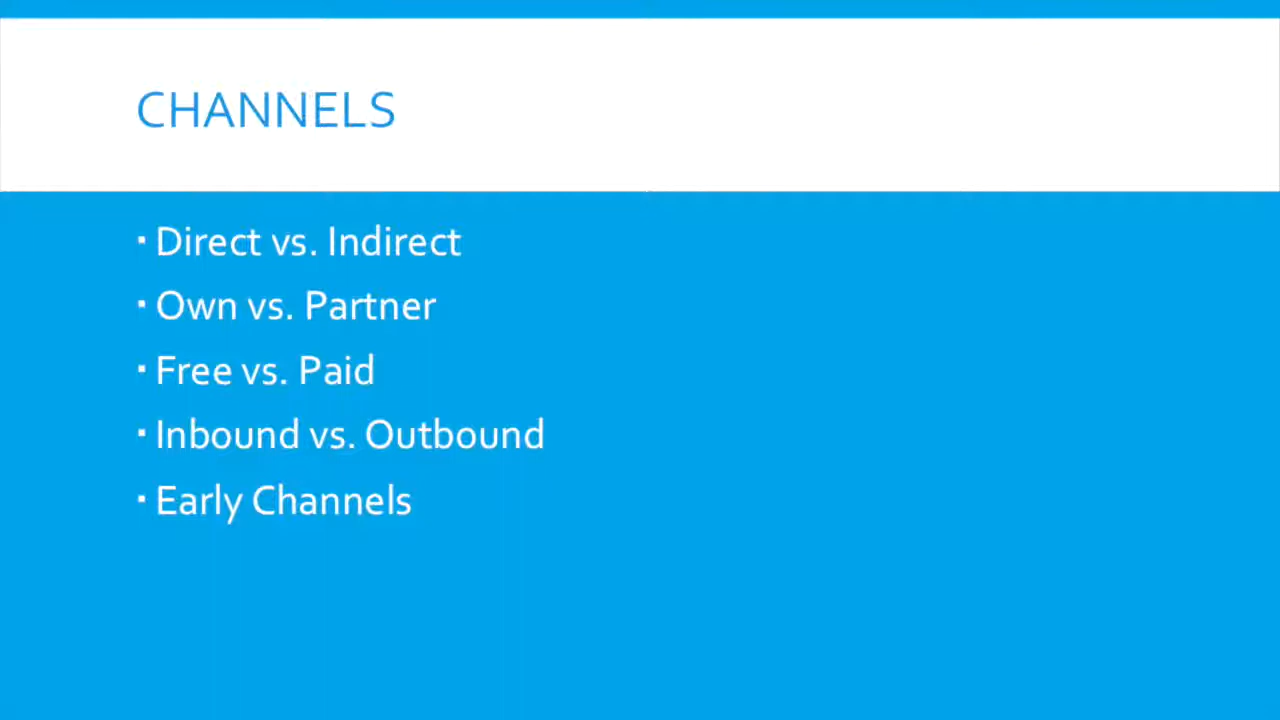 CHANNELS
▪ Direct vs. Indirect
▪ Own vs. Partner
▪ Free vs. Paid
▪ Inbound vs. Outbound
▪ Early Channels